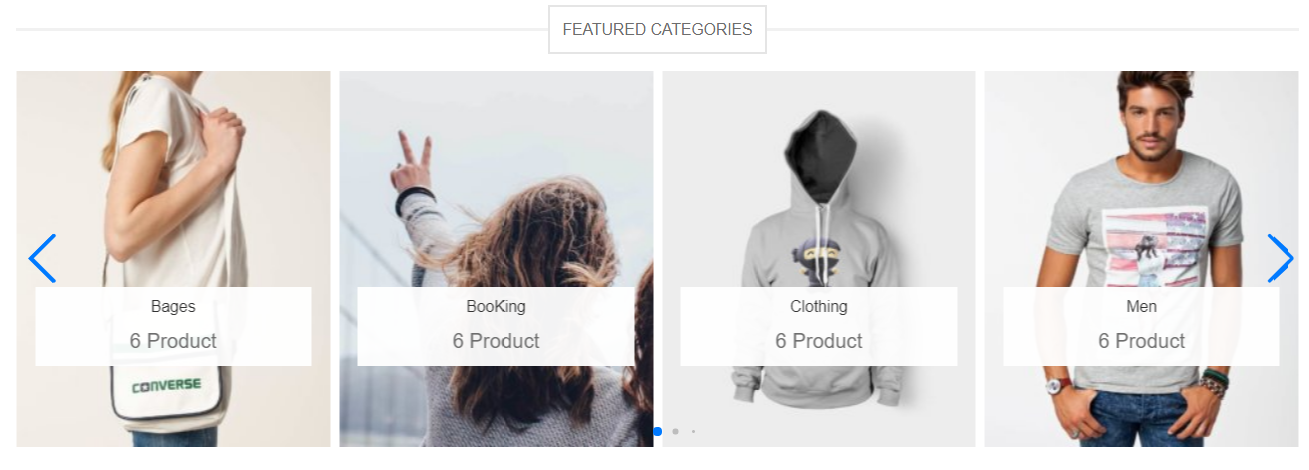 FEATURED CATEGORIES
Bages
6 Product
CONVERSE
BooKing
6 Product
Clothing
6 Product
Men
6 Product